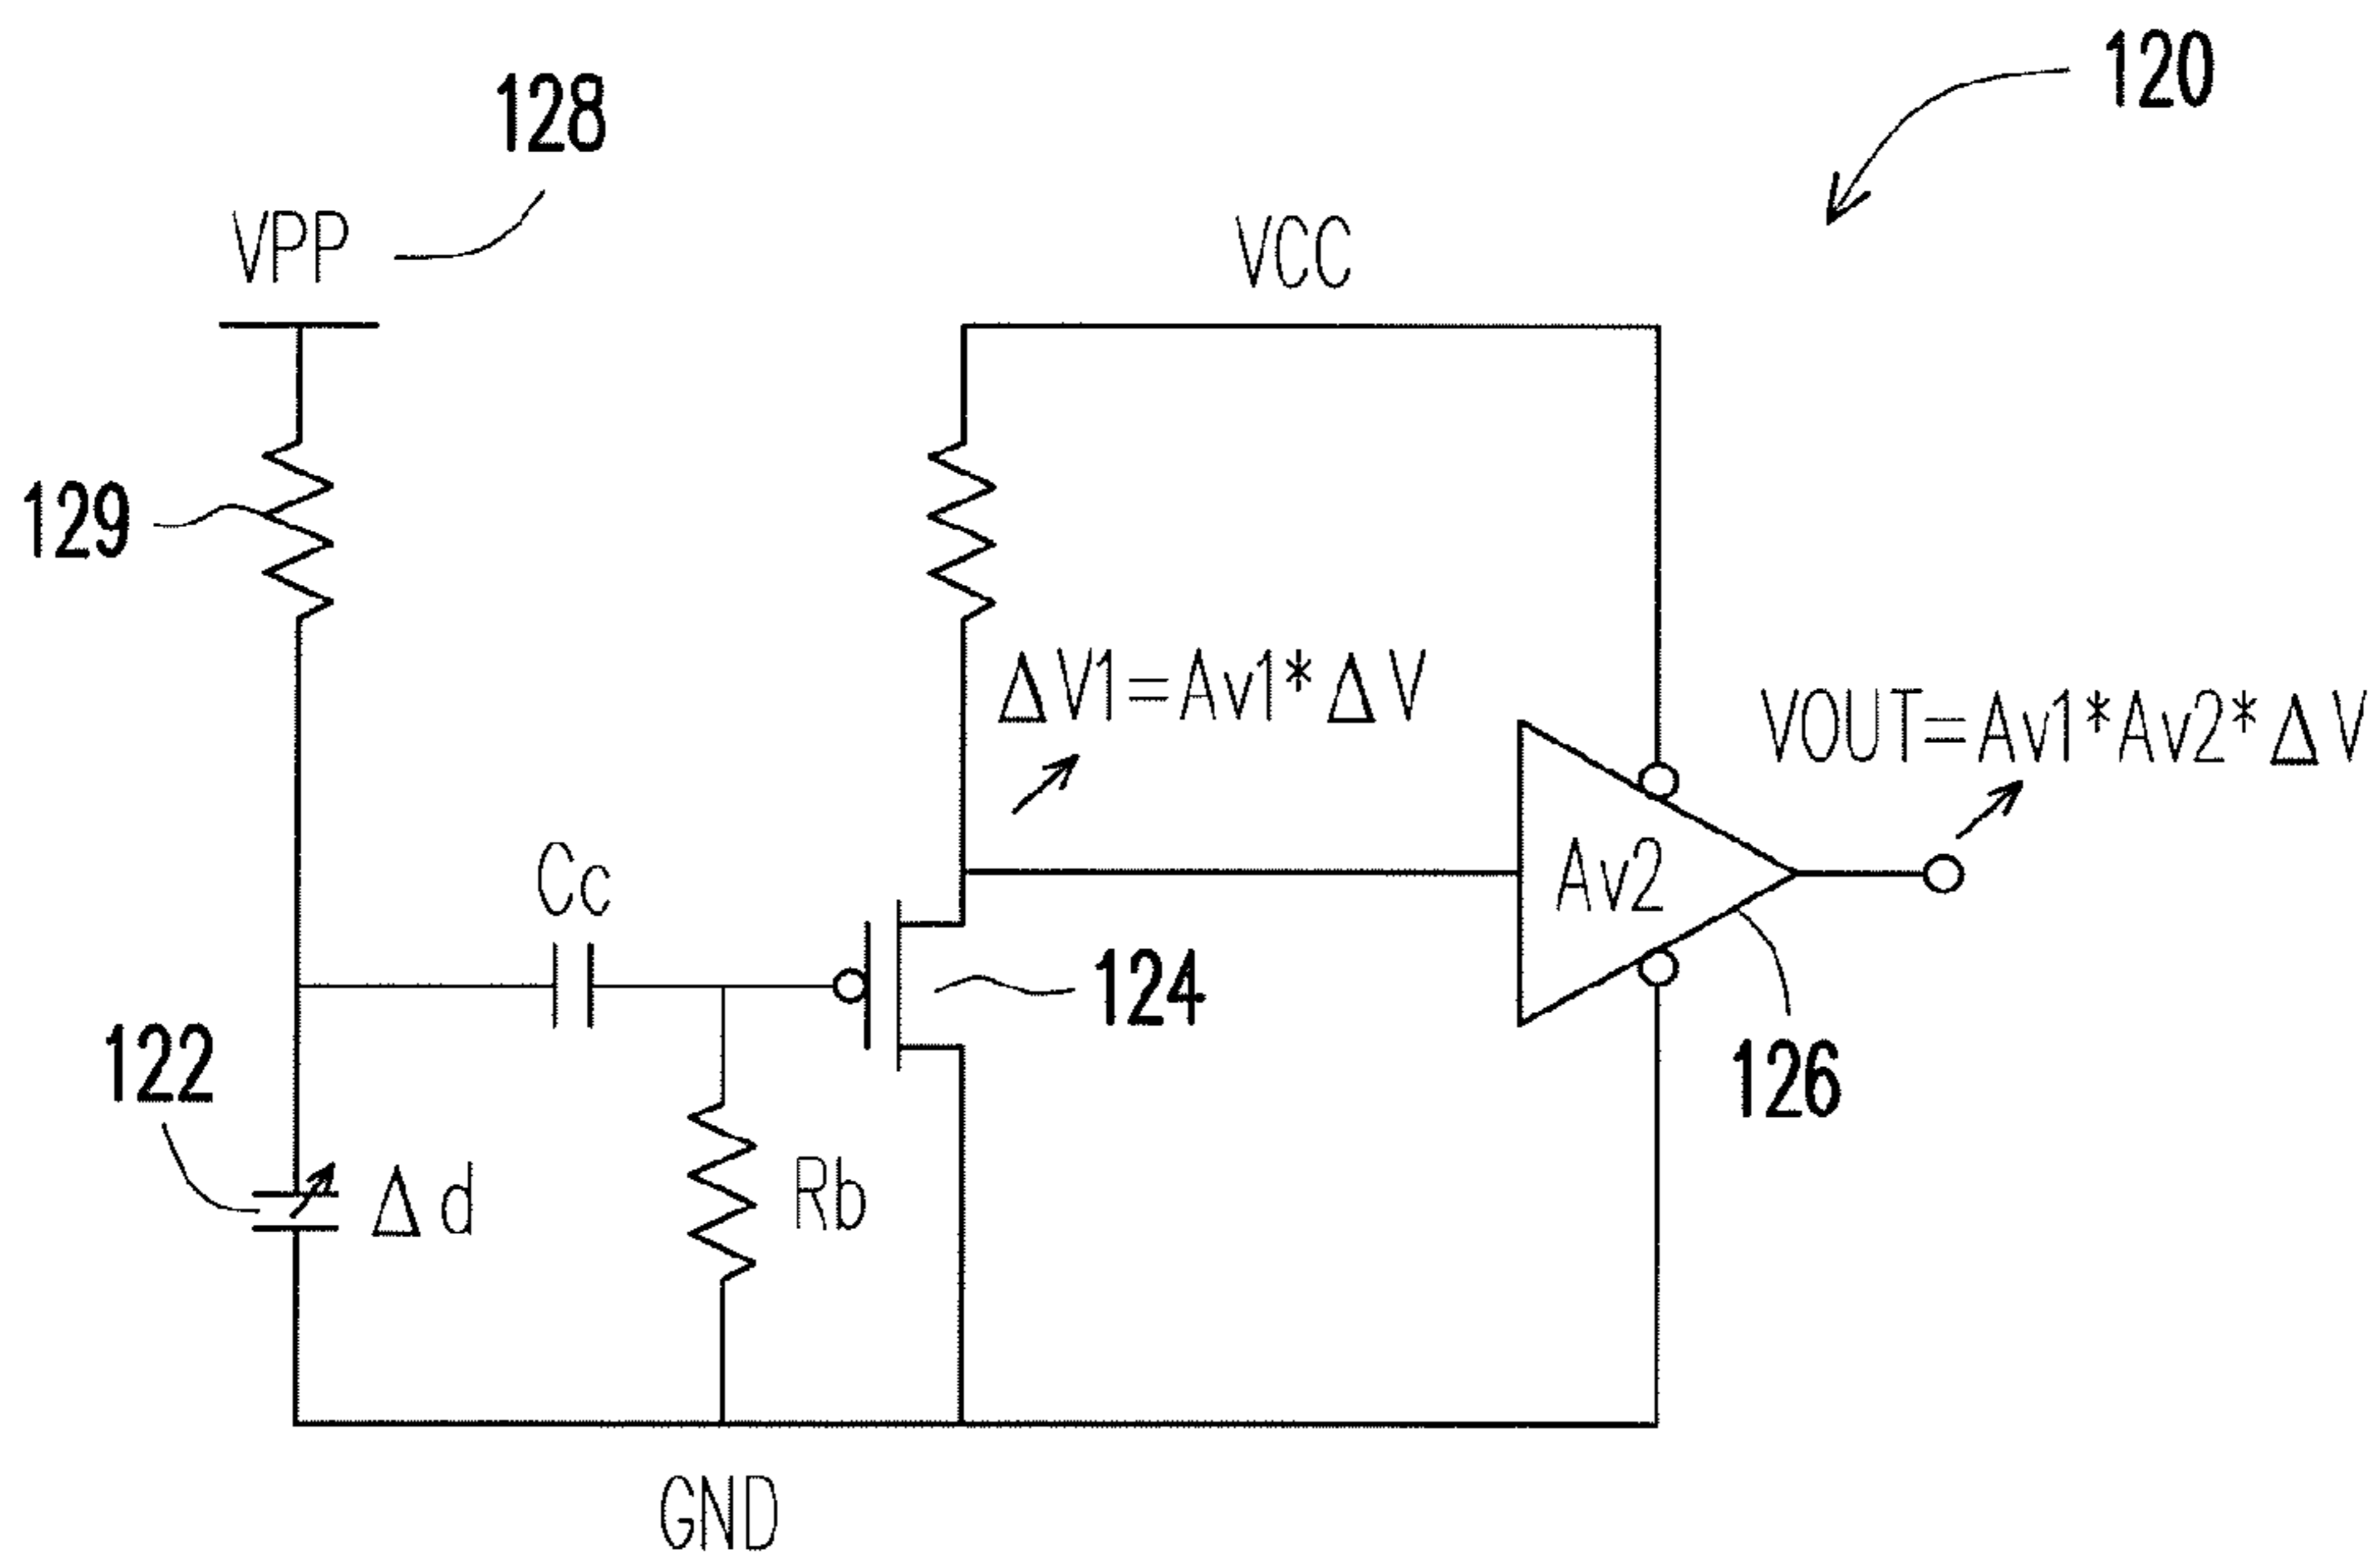 120
128
VPP
VCC
129
ΔV1=Av1*ΔV
VOUT=Av1*Av2*ΔV
Cc
Av2
124
122
126
Δd
Rb
GND